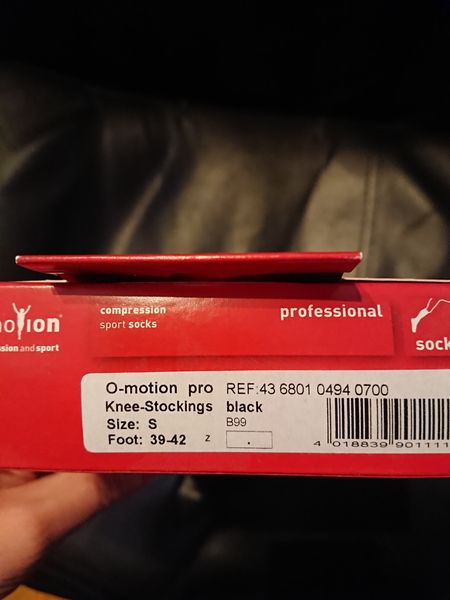 motion®
ssion and sport
compression
sport socks
professional
sock
O-motion pro REF:43 6801 0494 0700
Knee-Stockings black
Size: S B99
Foot: 39-42 z .
4 018839 901111